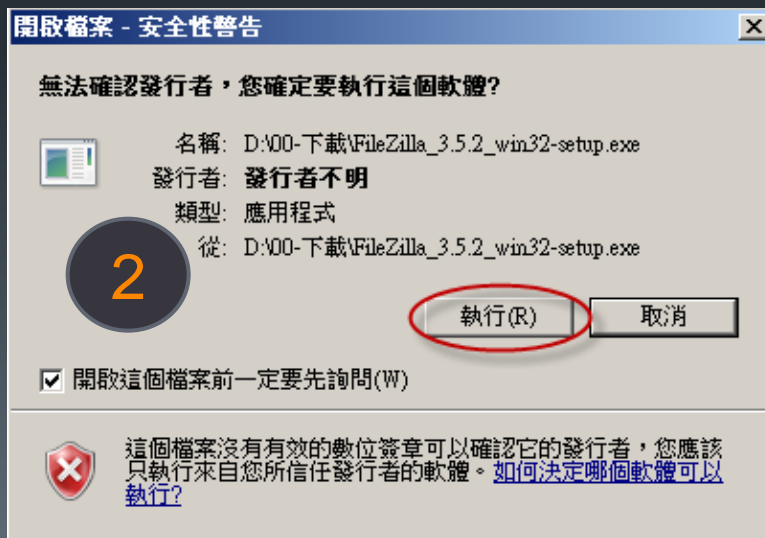 開啟檔案 - 安全性警告
無法確認發行者，您確定要執行這個軟體?
名稱: D:\00-下載\FileZilla_3.5.2_win32-setup.exe
發行者: 發行者不明
類型: 應用程式
從: D:\00-下載\FileZilla_3.5.2_win32-setup.exe
2
執行(R) 取消
開啟這個檔案前一定要先詢問(W)
這個檔案沒有有效的數位簽章可以確認它的發行者，您應該
只執行來自您所信任發行者的軟體。如何決定哪個軟體可以
執行?